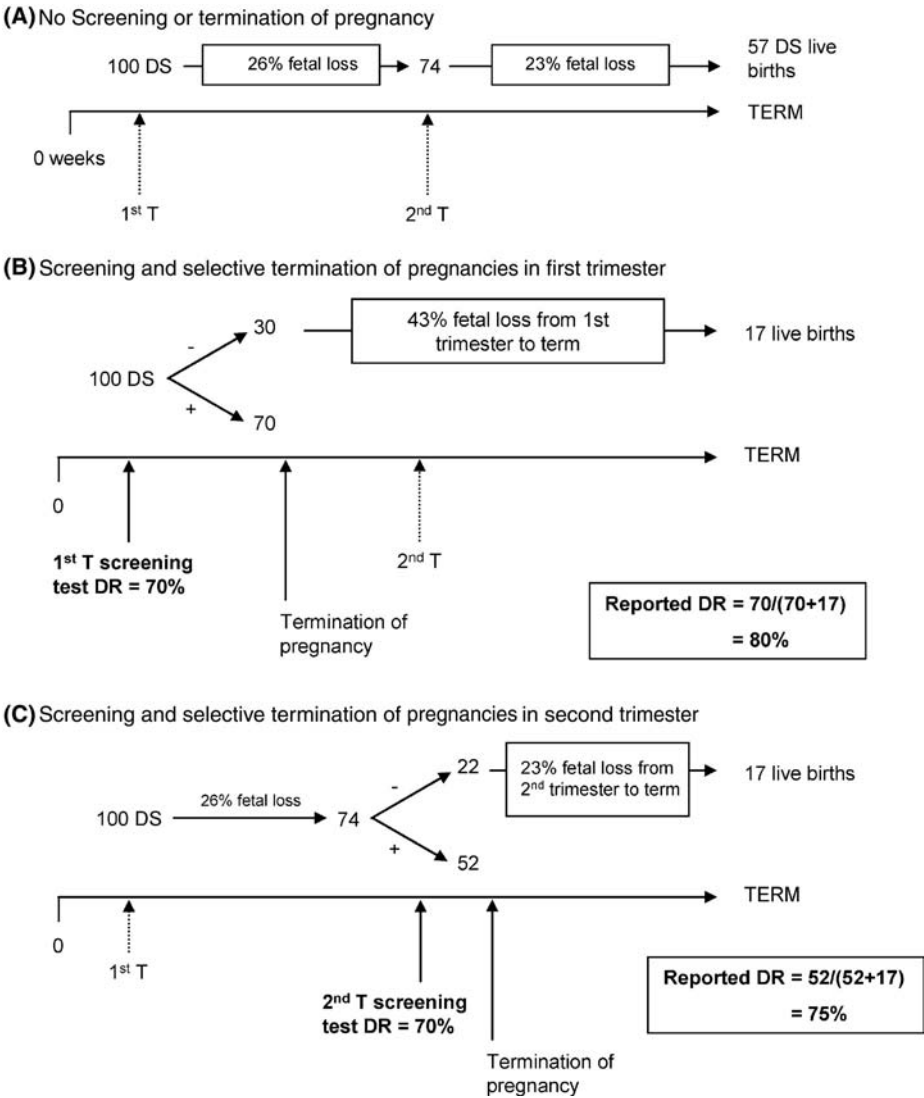 (A) No Screening or termination of pregnancy
100 DS 26% fetal loss 74 23% fetal loss 57 DS live
births
TERM
0 weeks
1st T 2nd T
(B) Screening and selective termination of pregnancies in first trimester
30 43% fetal loss from 1st
trimester to term 17 live births
-
100 DS
+
70
TERM
0
1st T screening
test DR = 70%
2nd T
Termination of
pregnancy
Reported DR = 70/(70+17)
= 80%
(C) Screening and selective termination of pregnancies in second trimester
22 23% fetal loss from
2nd trimester to term 17 live births
-
100 DS 26% fetal loss 74
+
52
TERM
0
1st T
2nd T screening
test DR = 70%
Termination of
pregnancy
Reported DR = 52/(52+17)
= 75%